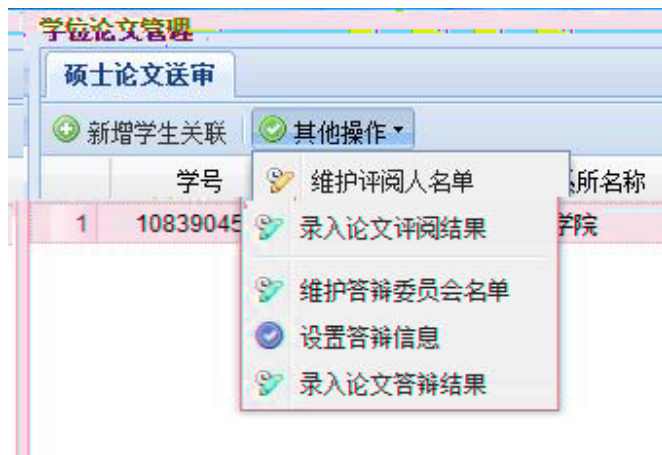 学位论文管理
硕士论文送审
新增学生关联 其他操作
学号 所名称
维护评阅人名单
1 10839045 学院
录入论文评阅结果
维护答辩委员会名单
设置答辩信息
录入论文答辩结果